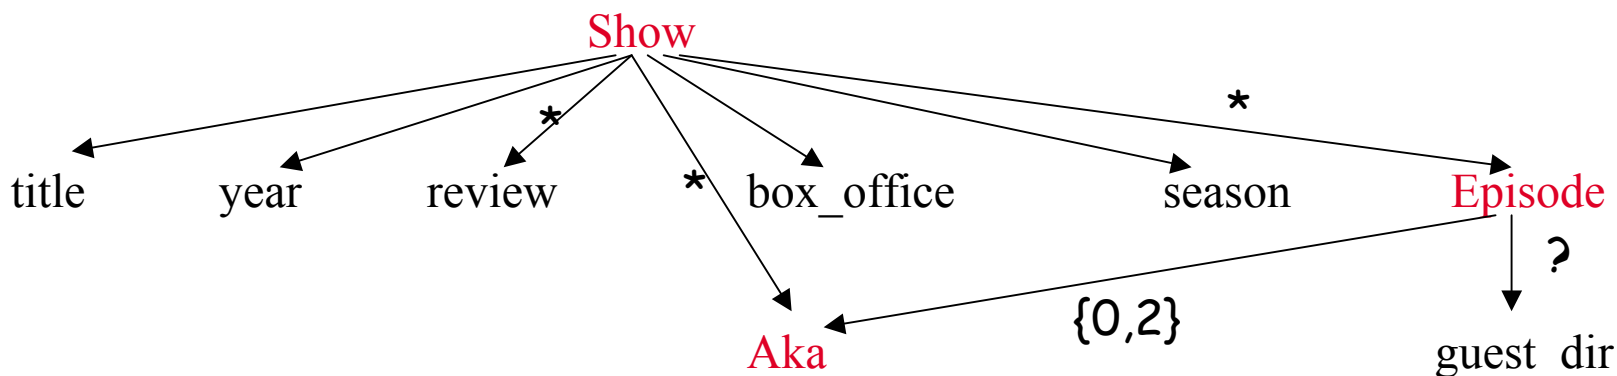 Show
*
*
title year review * box_office season Episode
?
{0,2}
Aka guest_dir